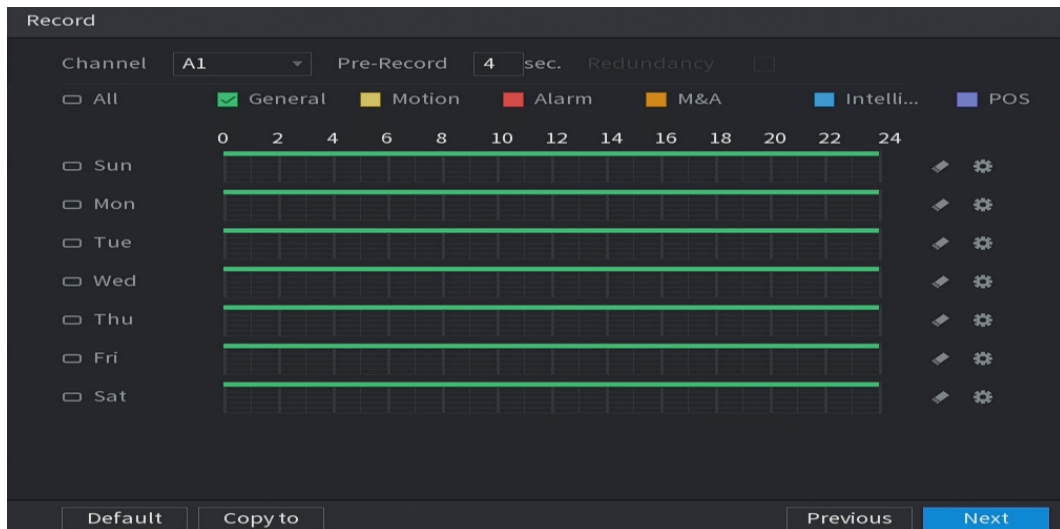 Record
Channel A1 Pre-Record 4 sec. Redundancy
All General Motion Alarm M&A Intelli... POS
0 2 4 6 8 10 12 14 16 18 20 22 24
Sun
Mon
Tue
Wed
Thu
Fri
Sat
Default Copy to Previous Next